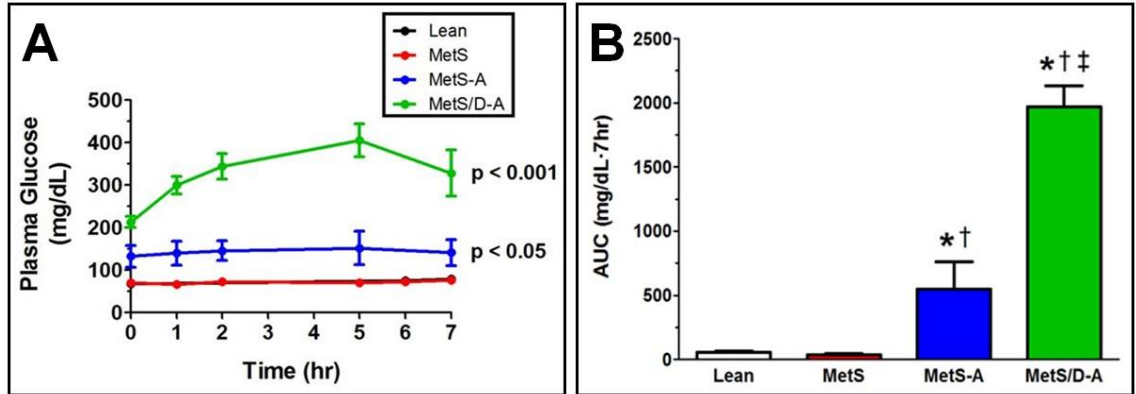 A
Lean
MetS
MetS-A
MetS/D-A
Plasma Glucose
(mg/dL)
500
400
300
200
100
0
p < 0.001
p < 0.05
0 1 2 3 4 5 6 7
Time (hr)
B
AUC (mg/dL·7hr)
2500
2000
1500
1000
500
0
*†
*†‡
Lean MetS MetS-A MetS/D-A